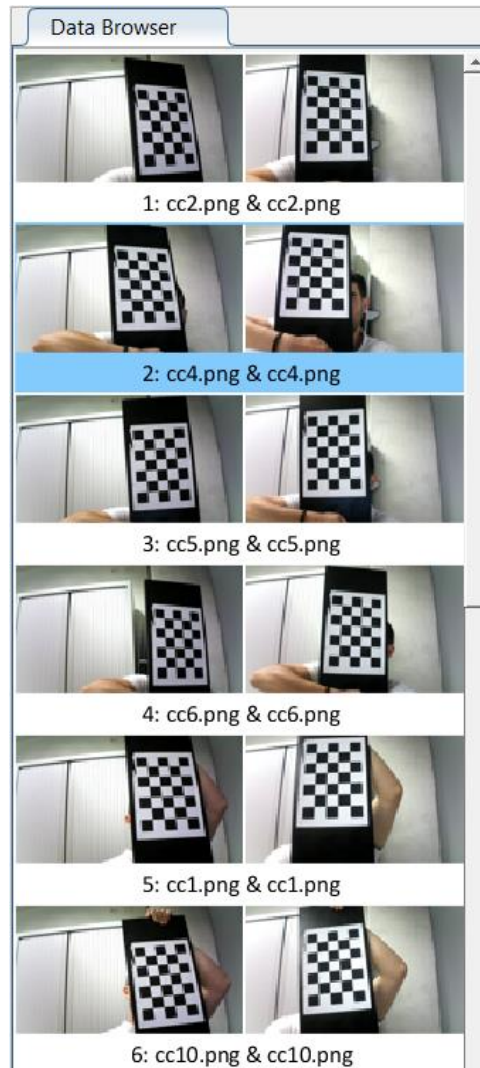 Data Browser
1: cc2.png & cc2.png
2: cc4.png & cc4.png
3: cc5.png & cc5.png
4: cc6.png & cc6.png
5: cc1.png & cc1.png
6: cc10.png & cc10.png